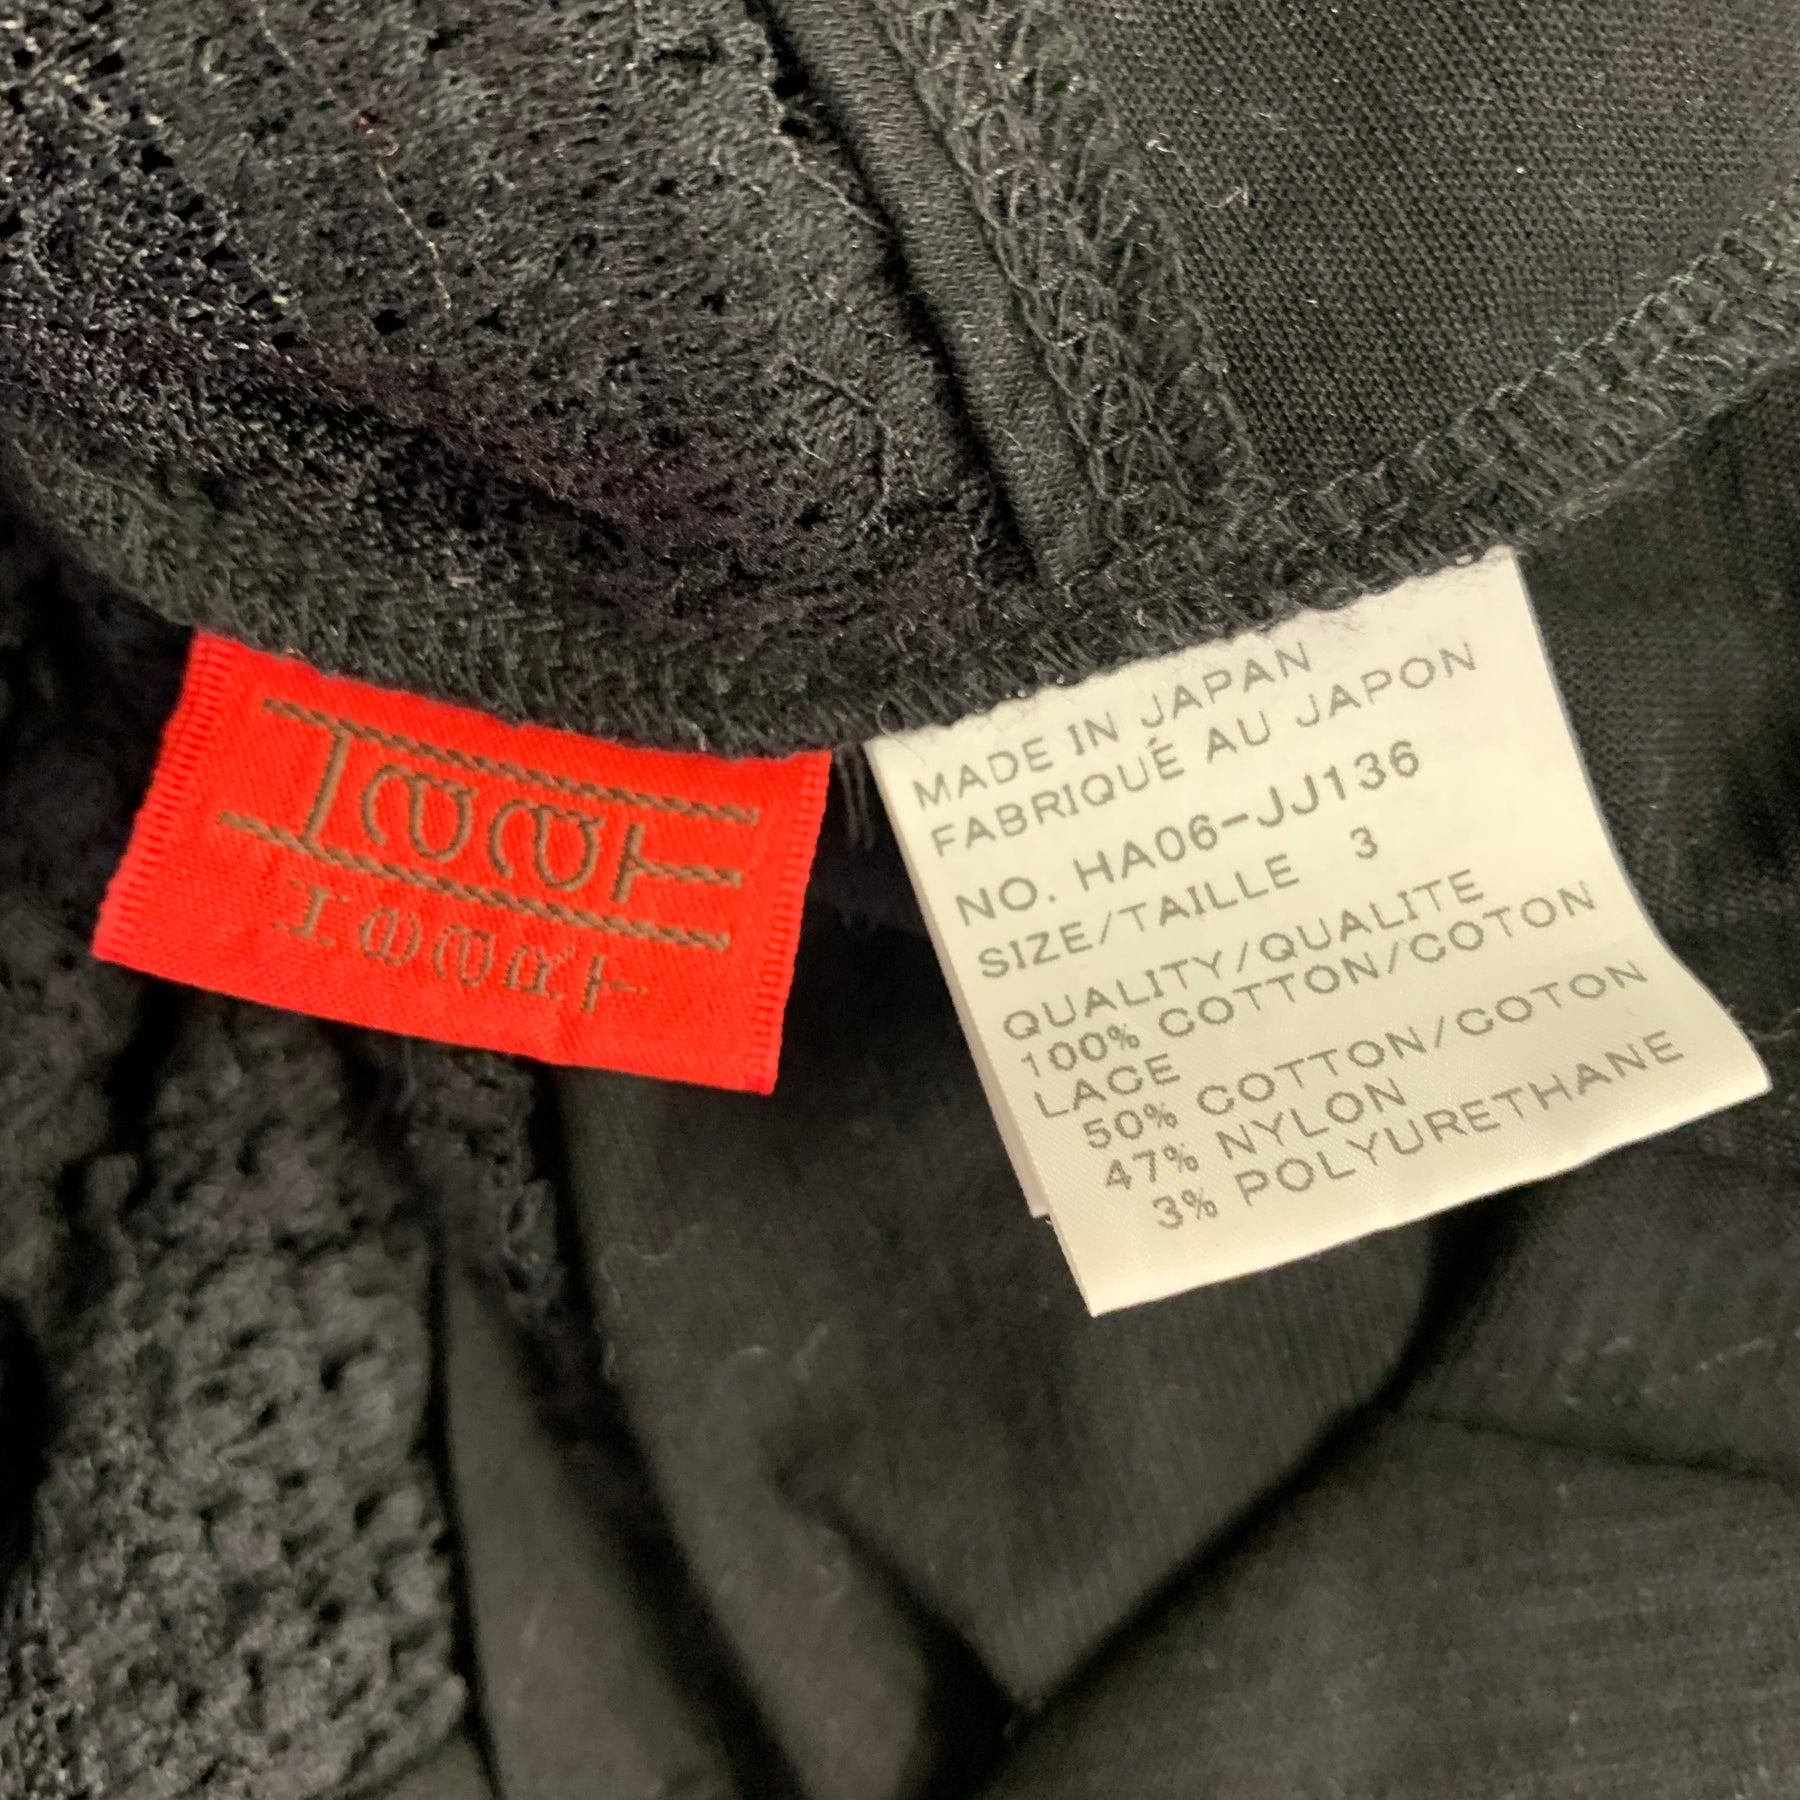 MADE IN JAPAN
FABRIQUÉ AU JAPON
NO. HA06-JJ136
SIZE/TAILLE 3
QUALITY/QUALITE
100% COTTON/COTON
LACE
50% COTTON/COTON
47% NYLON
3% POLYURETHANE